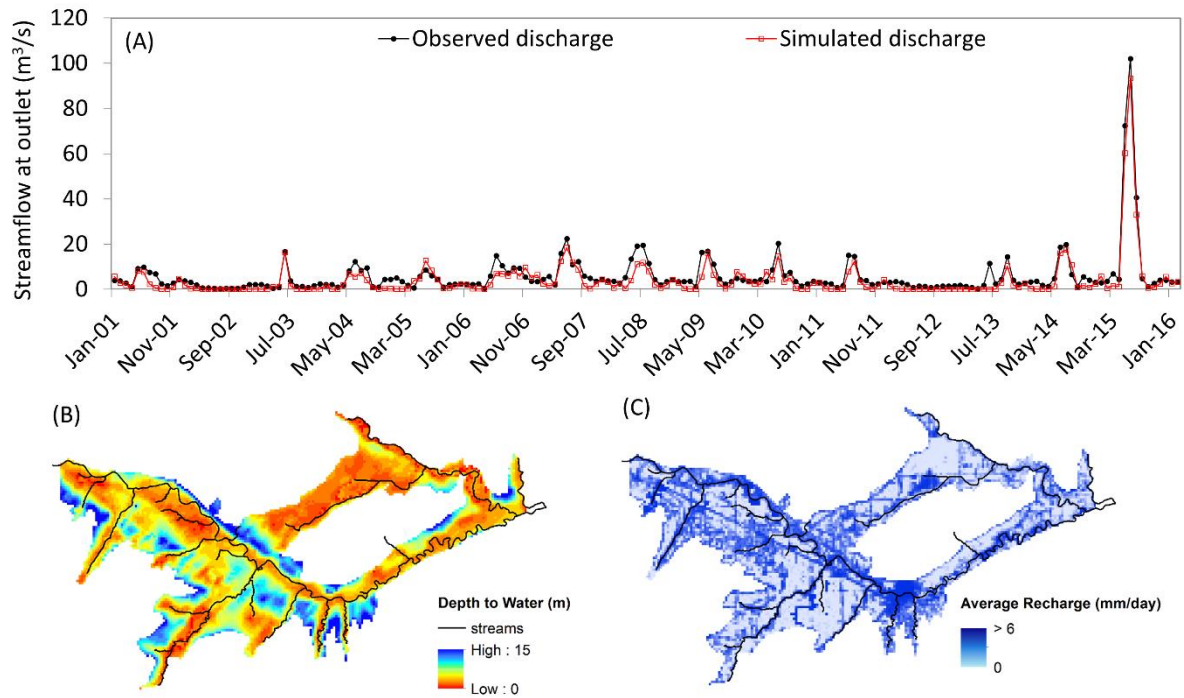 120
100
80
60
40
20
0
Streamflow at outlet (m³/s)
(A)
Observed discharge
Simulated discharge
Jan-01
Nov-01
Sep-02
Jul-03
May-04
Mar-05
Jan-06
Nov-06
Sep-07
Jul-08
May-09
Mar-10
Jan-11
Nov-11
Sep-12
Jul-13
May-14
Mar-15
Jan-16
(B)
Depth to Water (m)
streams
High : 15
Low : 0
(C)
Average Recharge (mm/day)
> 6
0